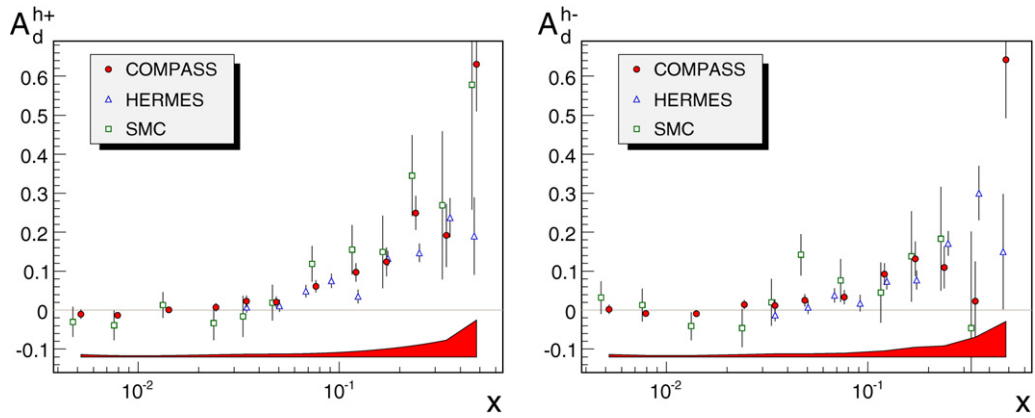 A_d^{h+}
COMPASS
HERMES
SMC
0.6
0.5
0.4
0.3
0.2
0.1
0
-0.1
10^{-2}
10^{-1}
x
A_d^{h-}
COMPASS
HERMES
SMC
0.6
0.5
0.4
0.3
0.2
0.1
0
-0.1
10^{-2}
10^{-1}
x